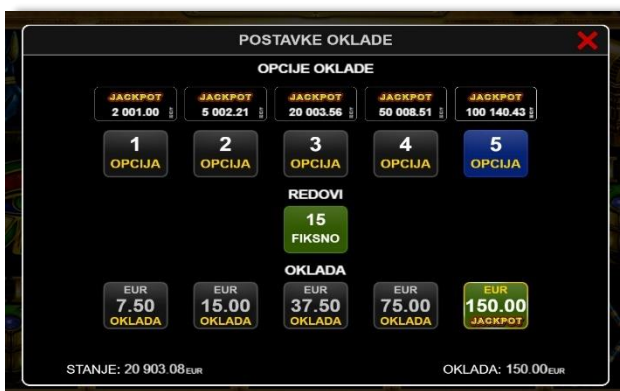 POSTAVKE OKLADE
OPCIJE OKLADE
JACKPOT JACKPOT JACKPOT JACKPOT JACKPOT
2 001.00 5 002.21 20 003.56 50 008.51 100 140.43
1 2 3 4 5
OPCIJA OPCIJA OPCIJA OPCIJA OPCIJA
REDOVI
15
FIKSNO
OKLADA
EUR EUR EUR EUR EUR
7.50 15.00 37.50 75.00 150.00
OKLADA OKLADA OKLADA OKLADA JACKPOT
STANJE: 20 903.08EUR OKLADA: 150.00EUR